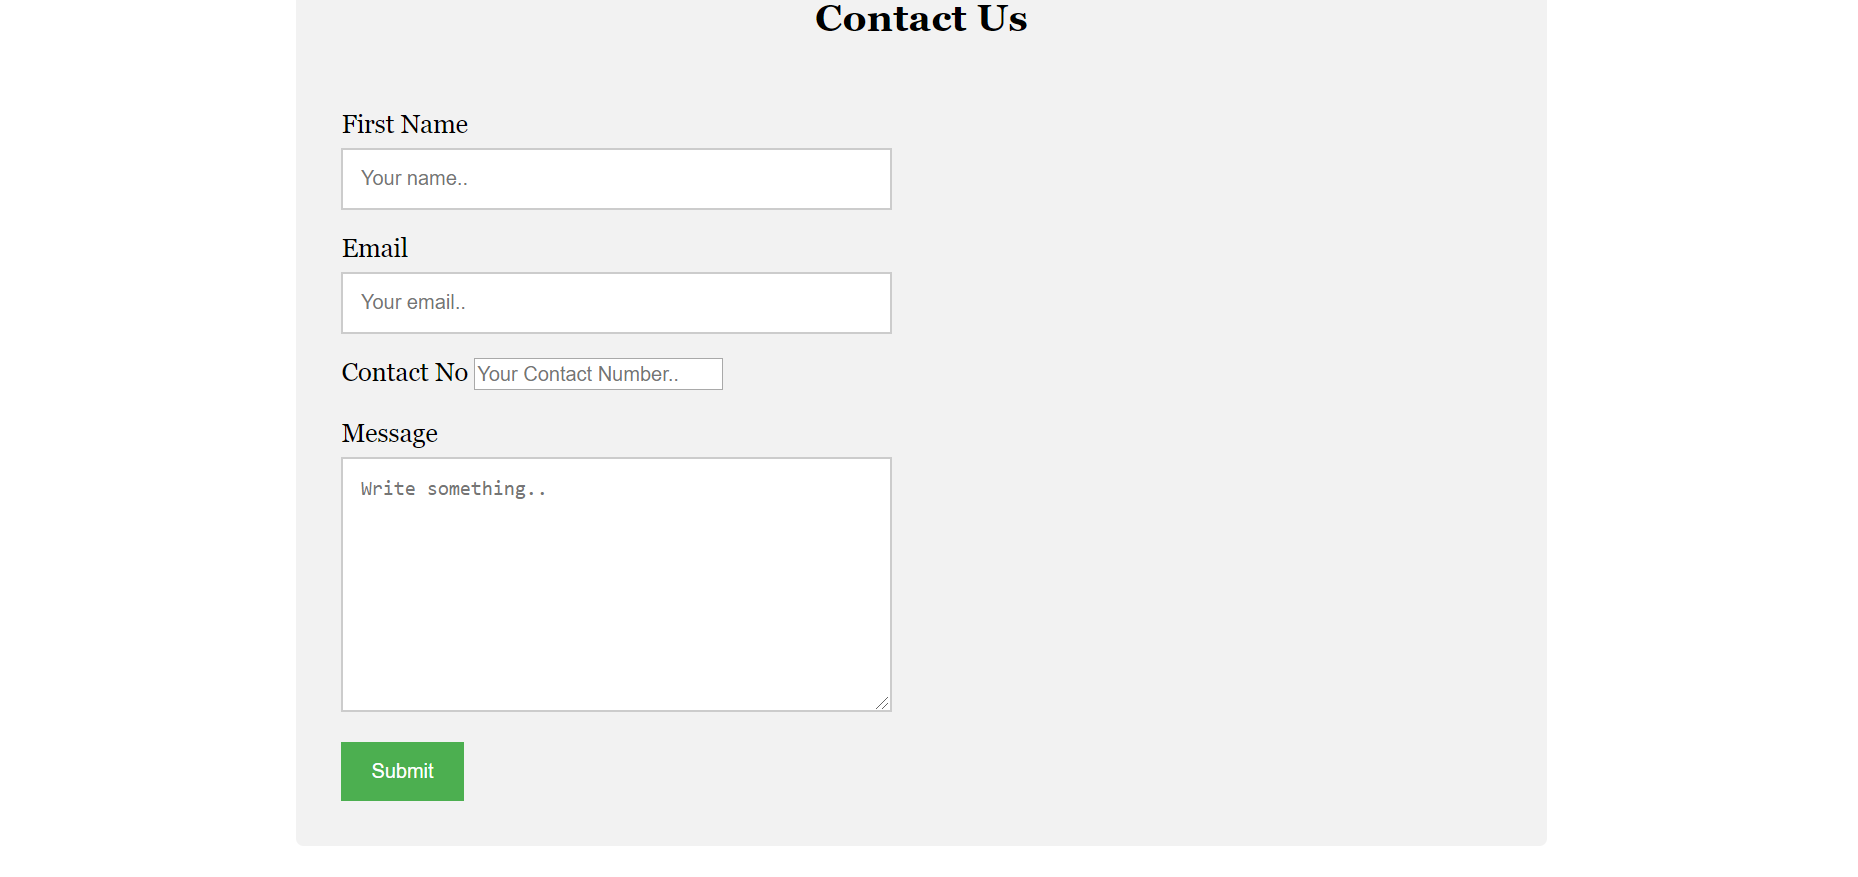 Contact Us
First Name
Your name..
Email
Your email..
Contact No Your Contact Number..
Message
Write something..
Submit